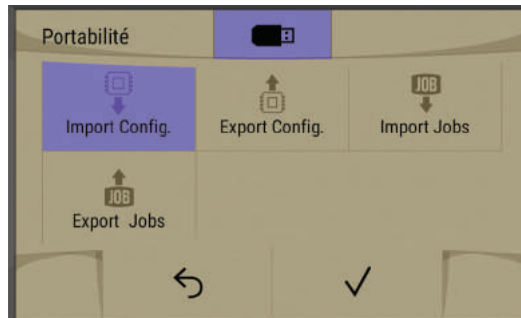 Portabilité
JOB
Import Config.
Export Config.
Import Jobs
JOB
Export Jobs